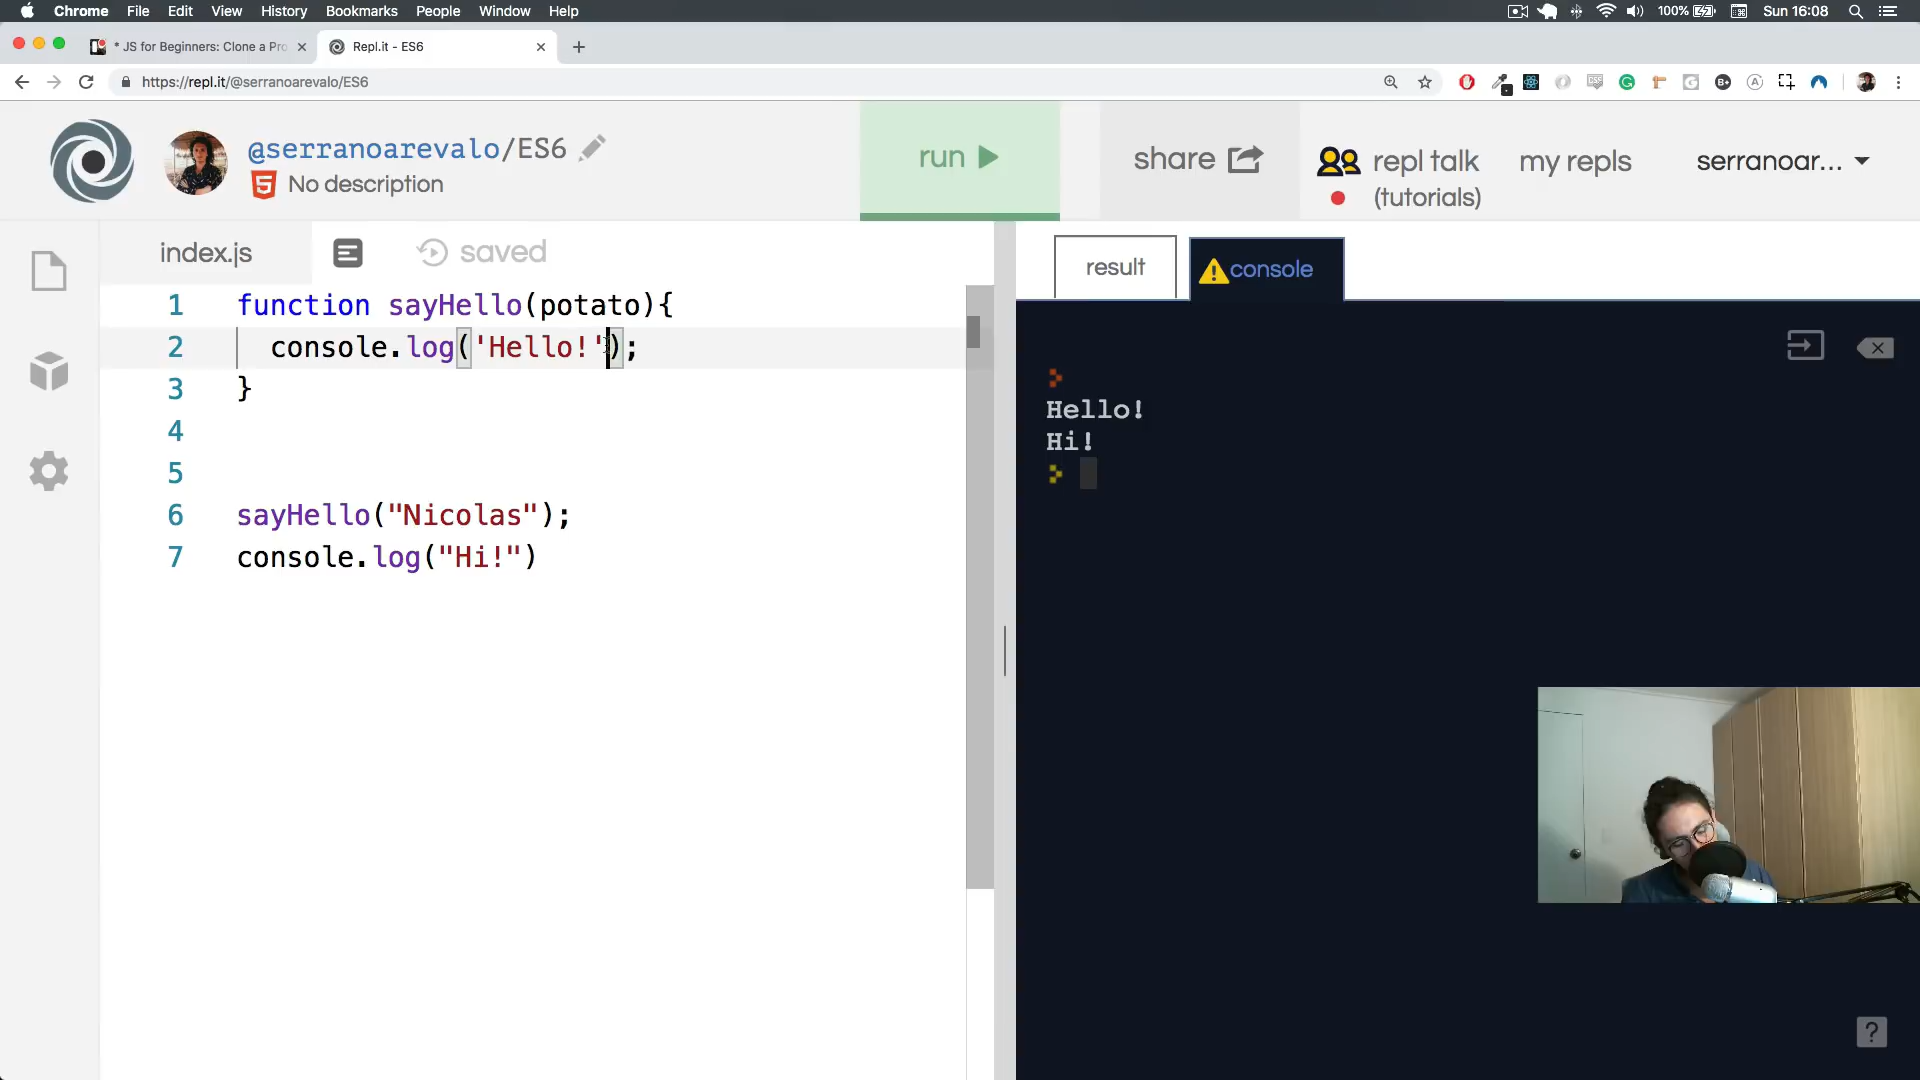 Chrome File Edit View History Bookmarks People Window Help 100% Sun 16:08
* JS for Beginners: Clone a Pro Repl.it - ES6
https://repl.it/@serranoarevalo/ES6
@serranoarevalo/ES6
No description
run
share
repl talk
(tutorials)
my repls
serranoar...
index.js
saved
result
console
1 function sayHello(potato){
2 console.log('Hello!');
3 }
4
5
6 sayHello("Nicolas");
7 console.log("Hi!")
>
Hello!
Hi!
>
?